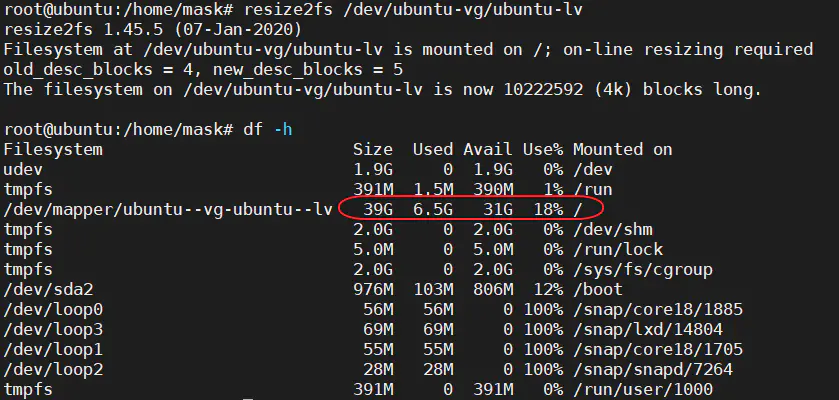 root@ubuntu:/home/mask# resize2fs /dev/ubuntu-vg/ubuntu-lv
resize2fs 1.45.5 (07-Jan-2020)
Filesystem at /dev/ubuntu-vg/ubuntu-lv is mounted on /; on-line resizing required
old_desc_blocks = 4, new_desc_blocks = 5
The filesystem on /dev/ubuntu-vg/ubuntu-lv is now 10222592 (4k) blocks long.

root@ubuntu:/home/mask# df -h
Filesystem                         Size  Used Avail Use% Mounted on
udev                               1.9G     0  1.9G   0% /dev
tmpfs                              391M  1.5M  390M   1% /run
/dev/mapper/ubuntu--vg-ubuntu--lv   39G  6.5G   31G  18% /
tmpfs                              2.0G     0  2.0G   0% /dev/shm
tmpfs                              5.0M     0  5.0M   0% /run/lock
tmpfs                              2.0G     0  2.0G   0% /sys/fs/cgroup
/dev/sda2                          976M  103M  806M  12% /boot
/dev/loop0                          56M   56M     0 100% /snap/core18/1885
/dev/loop3                          69M   69M     0 100% /snap/lxd/14804
/dev/loop1                          55M   55M     0 100% /snap/core18/1705
/dev/loop2                          28M   28M     0 100% /snap/snapd/7264
tmpfs                              391M     0  391M   0% /run/user/1000